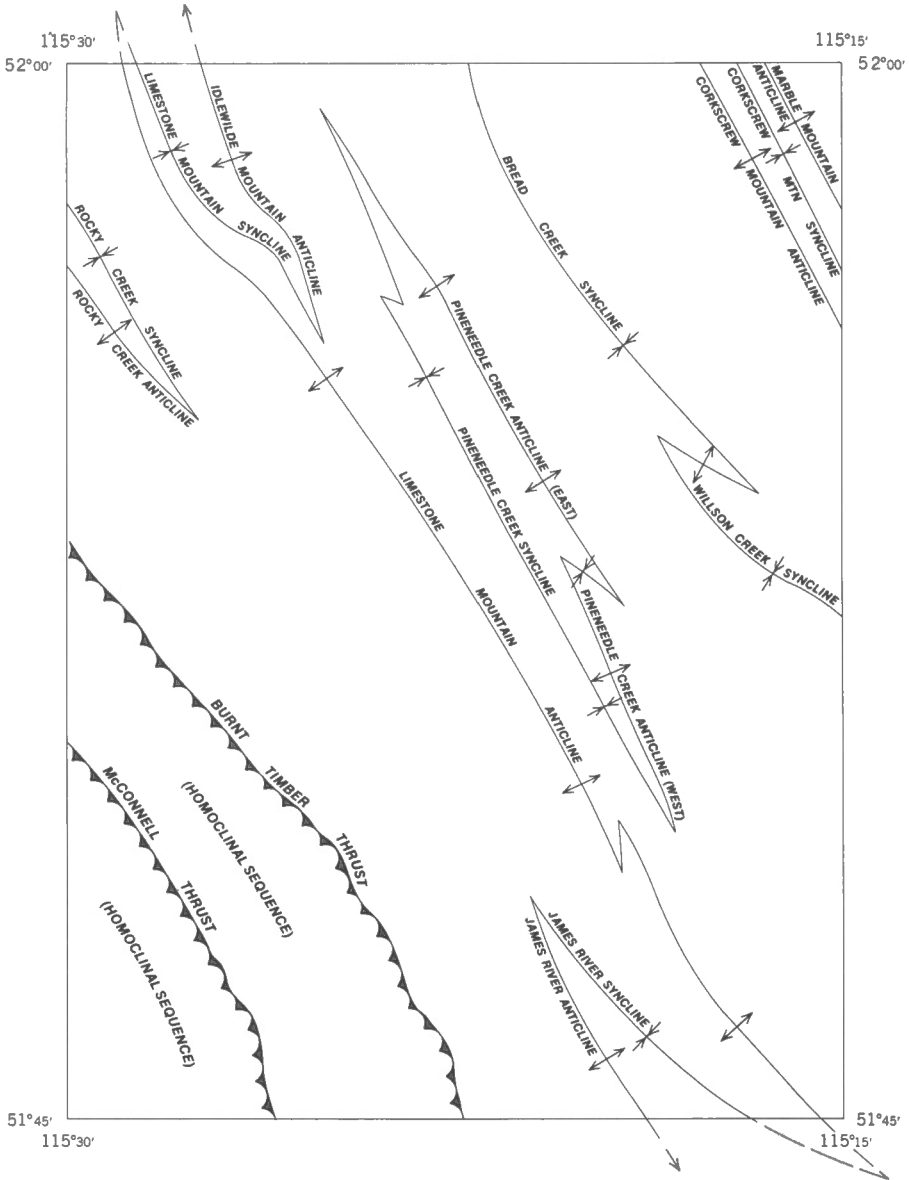 115°30′
115°15′
52°00′
52°00′
LIMESTONE MOUNTAIN SYNCLINE
IDLEWILDE MOUNTAIN ANTICLINE
BREAD CREEK SYNCLINE
CORKSCREW MOUNTAIN ANTICLINE
CORKSCREW MTN SYNCLINE
MARBLE MOUNTAIN
ANTICLINE
ROCKY CREEK SYNCLINE
ROCKY CREEK ANTICLINE
PINENEEDLE CREEK ANTICLINE (EAST)
PINENEEDLE CREEK SYNCLINE
LIMESTONE MOUNTAIN ANTICLINE
WILLSON CREEK SYNCLINE
PINENEEDLE CREEK ANTICLINE (WEST)
BURNT TIMBER THRUST
(HOMOCLINAL SEQUENCE)
McCONNELL THRUST
(HOMOCLINAL SEQUENCE)
JAMES RIVER SYNCLINE
JAMES RIVER ANTICLINE
51°45′
51°45′
115°30′
115°15′